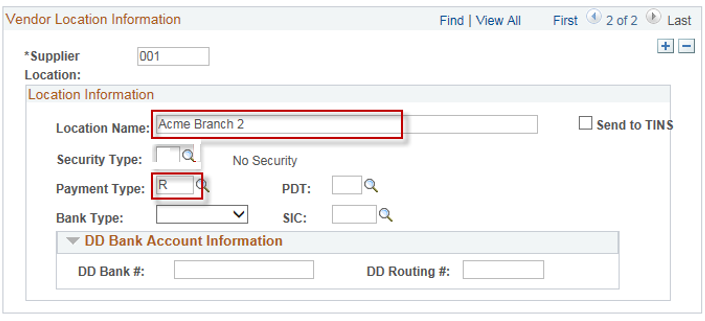 Vendor Location Information Find | View All First 2 of 2 Last
*Supplier 001
Location:
Location Information
Location Name: Acme Branch 2 Send to TINS
Security Type: No Security
Payment Type: R PDT:
Bank Type: SIC:
DD Bank Account Information
DD Bank #: DD Routing #: